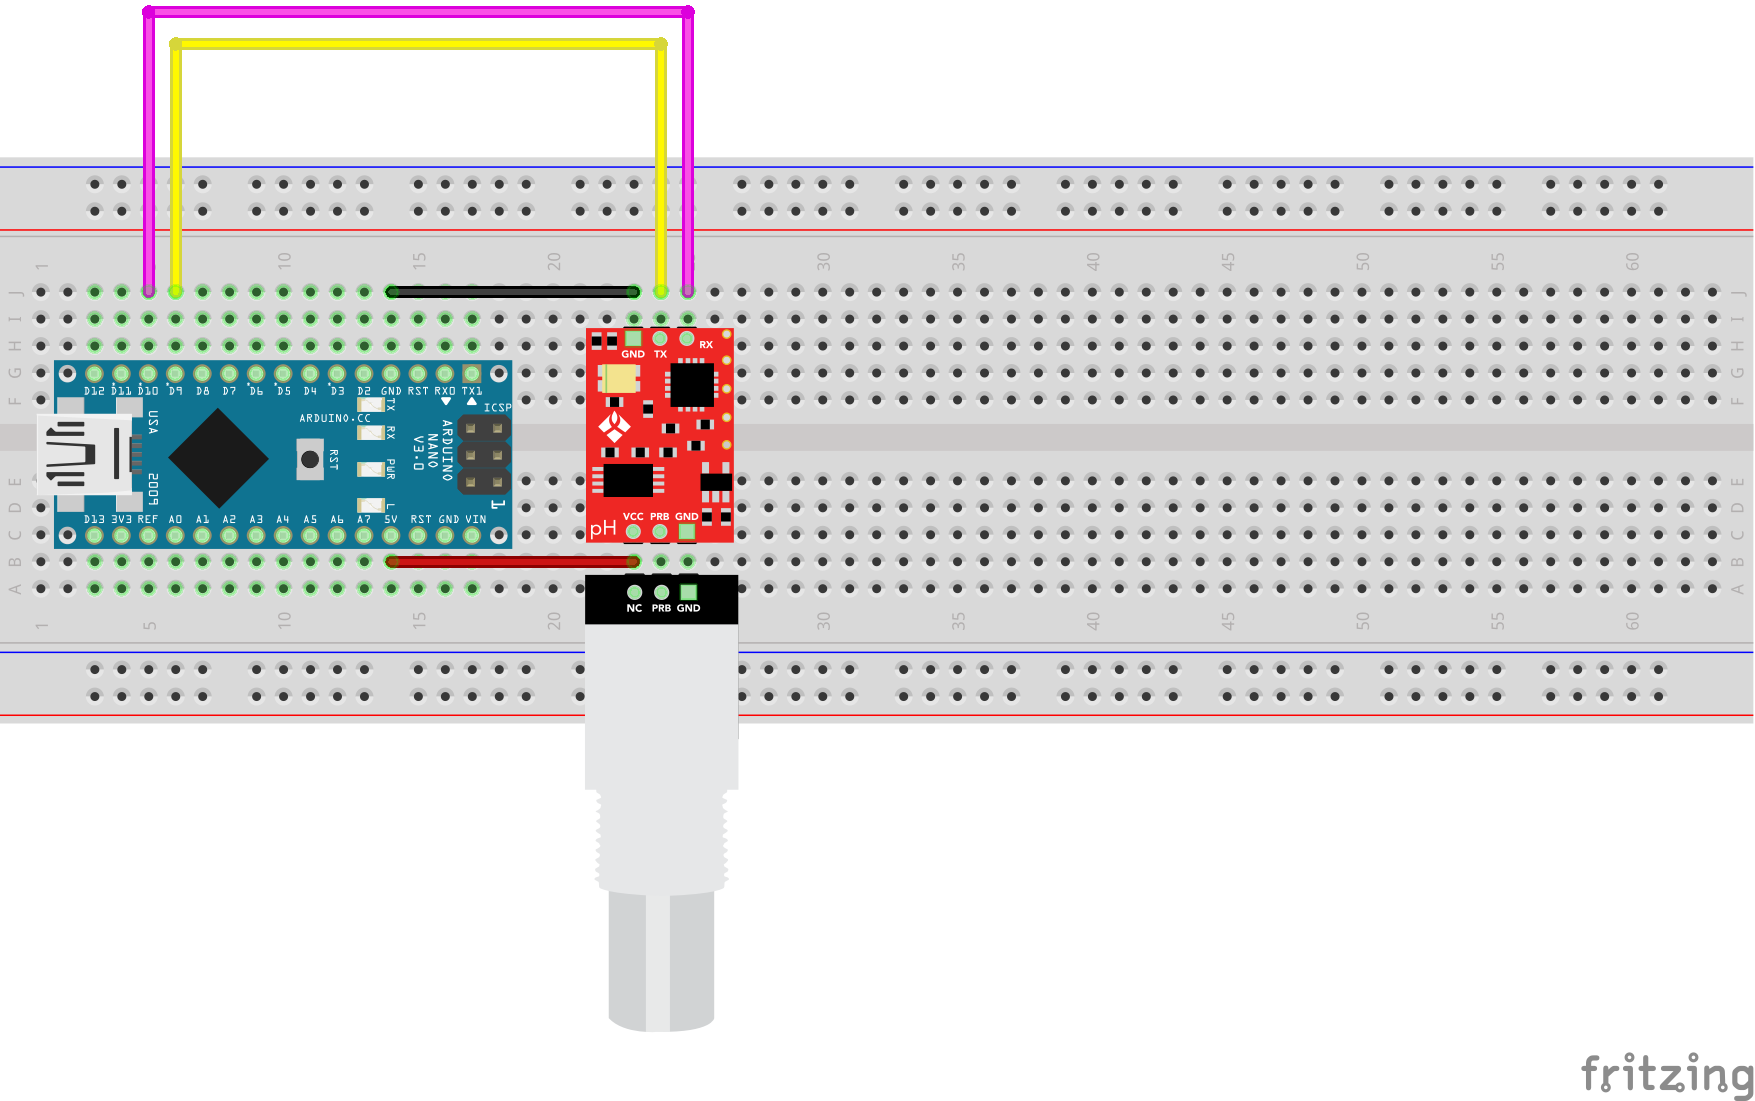 1 10 15 20 30 35 40 45 50 55 60
J J
I I
H H
G G
F F
GND TX RX
D12 D11 D10 D9 D8 D7 D6 D5 D4 D3 D2 GND RST RX0 TX1
ICSP
ARDUINO.CC
TX
RX
PWR
L
RST
USA
2009
ARDUINO
NANO
V3.0
1
E E
D D
C C
B B
A A
D13 3V3 REF A0 A1 A2 A3 A4 A5 A6 A7 5V RST GND VIN
VCC PRB GND
pH
NC PRB GND
1 5 10 15 20 30 35 40 45 50 55 60
fritzing